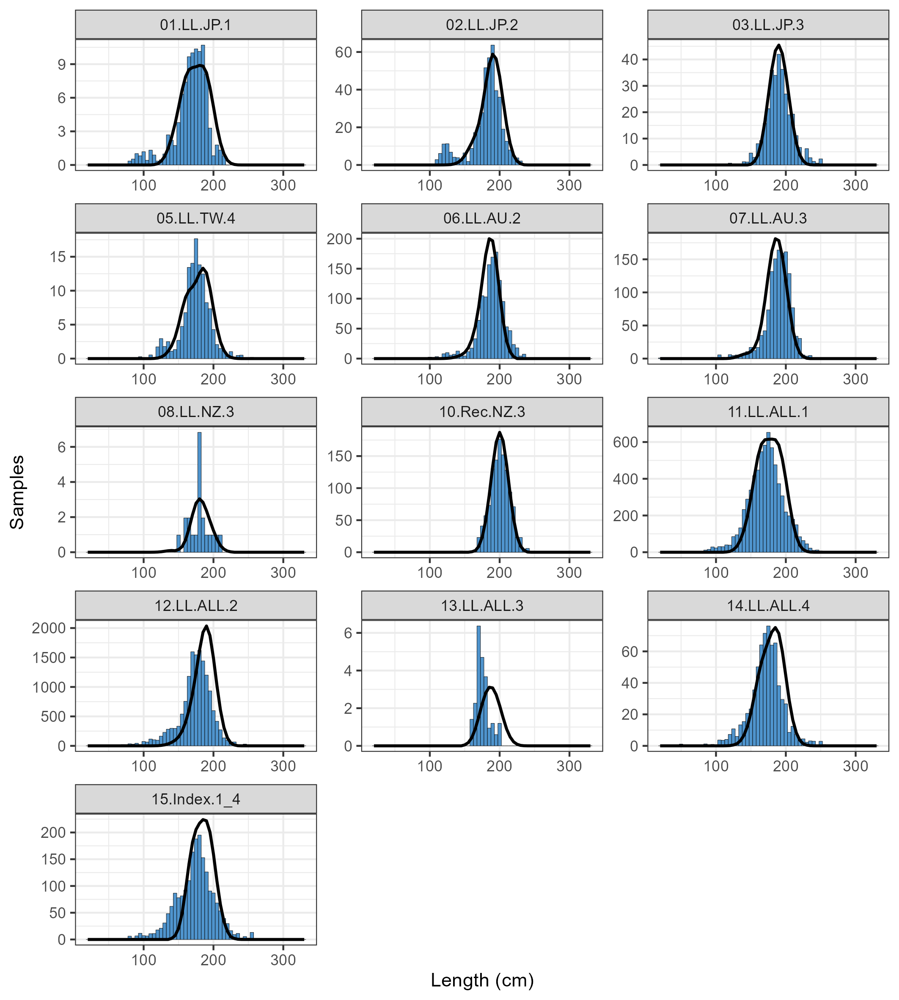 01.LL.JP.1
02.LL.JP.2
03.LL.JP.3
9
6
3
0
60
40
20
0
40
30
20
10
0
100 200 300
100 200 300
100 200 300
05.LL.TW.4
06.LL.AU.2
07.LL.AU.3
15
10
5
0
200
150
100
50
0
150
100
50
0
100 200 300
100 200 300
100 200 300
08.LL.NZ.3
10.Rec.NZ.3
11.LL.ALL.1
6
4
2
0
150
100
50
0
600
400
200
0
100 200 300
100 200 300
100 200 300
Samples
12.LL.ALL.2
13.LL.ALL.3
14.LL.ALL.4
2000
1500
1000
500
0
6
4
2
0
60
40
20
0
100 200 300
100 200 300
100 200 300
15.Index.1_4
200
150
100
50
0
100 200 300
Length (cm)